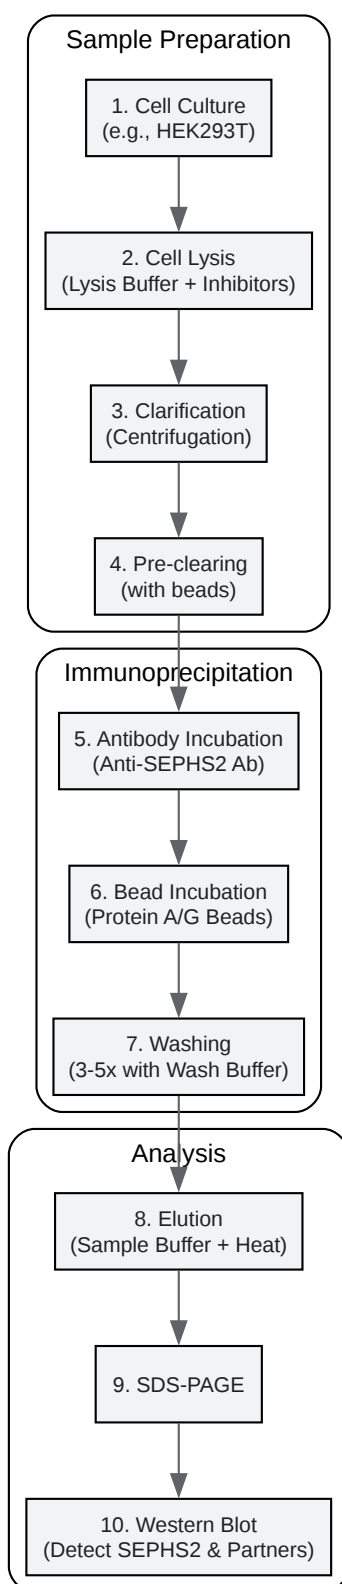 Sample Preparation
1. Cell Culture
(e.g., HEK293T)
2. Cell Lysis
(Lysis Buffer + Inhibitors)
3. Clarification
(Centrifugation)
4. Pre-clearing
(with beads)
Immunoprecipitation
5. Antibody Incubation
(Anti-SEPHS2 Ab)
6. Bead Incubation
(Protein A/G Beads)
7. Washing
(3-5x with Wash Buffer)
Analysis
8. Elution
(Sample Buffer + Heat)
9. SDS-PAGE
10. Western Blot
(Detect SEPHS2 & Partners)